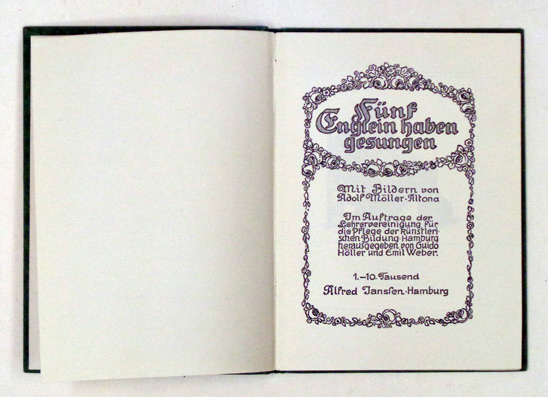 Fünf
Englein haben
gesungen
Mit Bildern von
Adolf Möller-Altona
Im Auftrage der
Lehrervereinigung für
die Pflege der künstleri-
schen Bildung-Hamburg
herausgegeben von Guido
Höller und Emil Weber.
1.-10. Tausend
Alfred Janssen-Hamburg